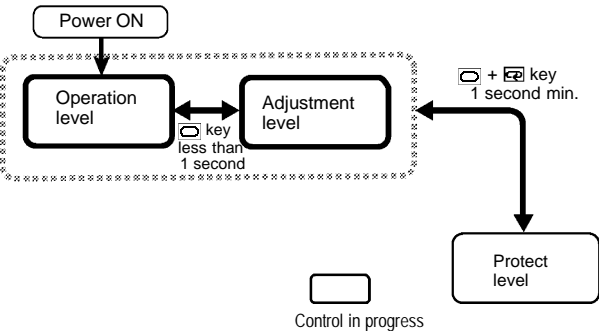 Power ON
Operation
level
Adjustment
level
key
less than
1 second
+ key
1 second min.
Protect
level
Control in progress